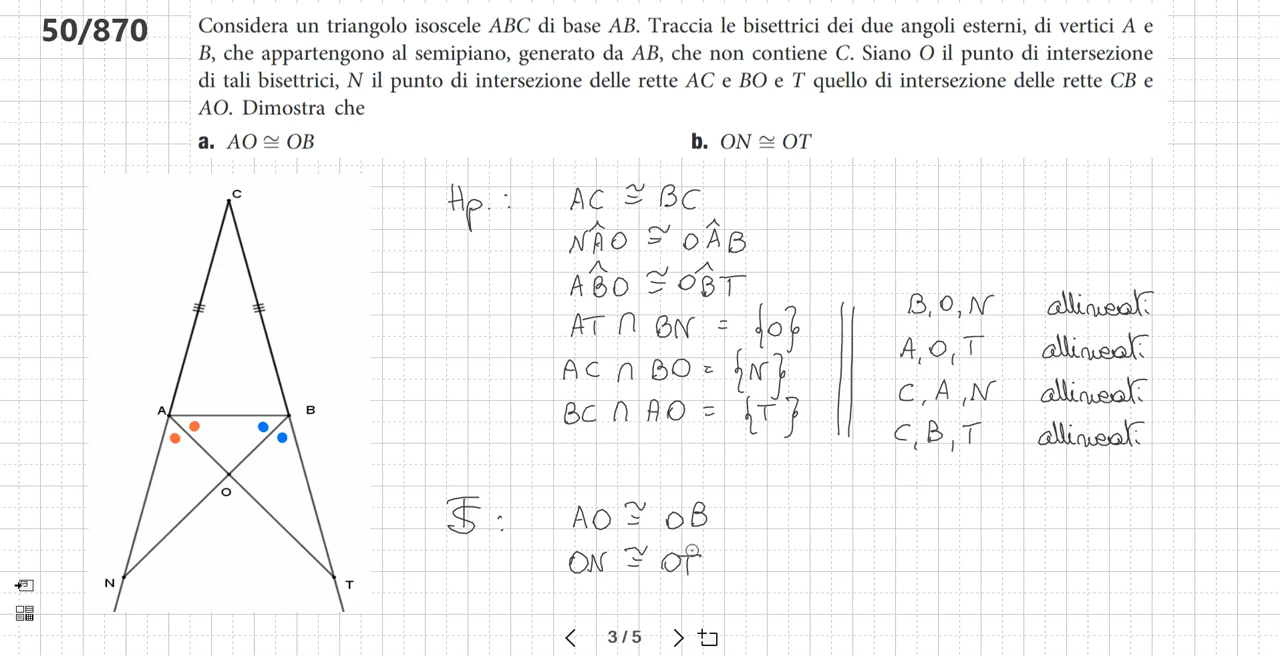 50/870
Considera un triangolo isoscele ABC di base AB. Traccia le bisettrici dei due angoli esterni, di vertici A e
B, che appartengono al semipiano, generato da AB, che non contiene C. Siano O il punto di intersezione
di tali bisettrici, N il punto di intersezione delle rette AC e BO e T quello di intersezione delle rette CB e
AO. Dimostra che
a. AO ≅ OB
b. ON ≅ OT
C
A
B
O
N
T
Hp.:
AC ≅ BC
NÂO ≅ OÂB
AB̂O ≅ OB̂T
AT ∩ BN = {O}
AC ∩ BO = {N}
BC ∩ AO = {T}
B, O, N allineati
A, O, T allineati
C, A, N allineati
C, B, T allineati
AO ≅ OB
ON ≅ OT
3 / 5